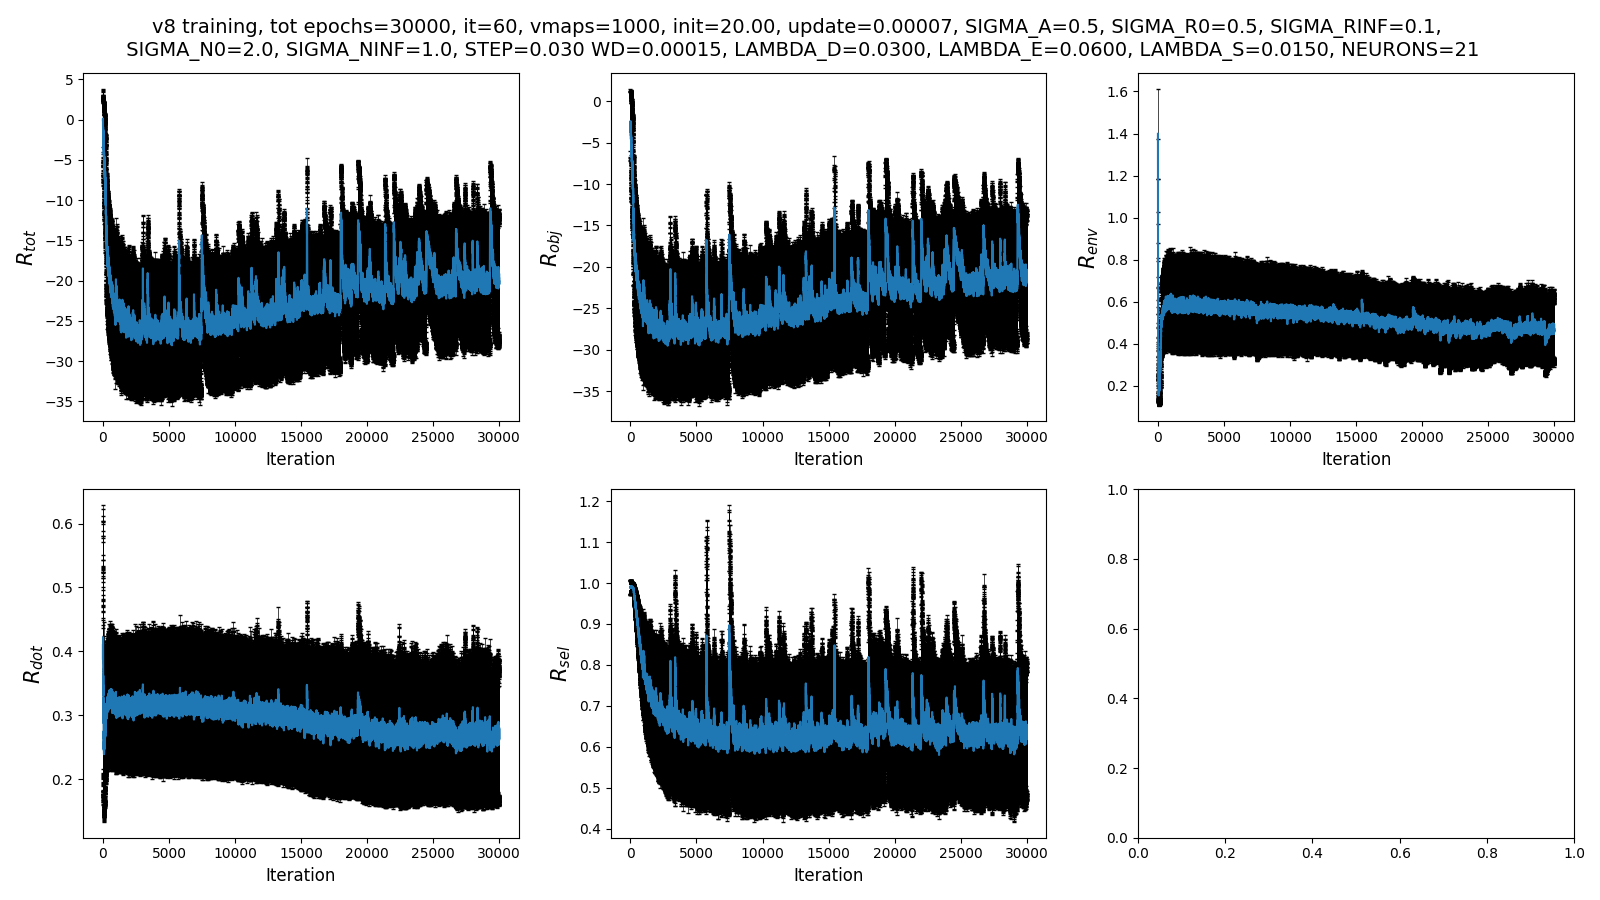 v8 training, tot epochs=30000, it=60, vmaps=1000, init=20.00, update=0.00007, SIGMA_A=0.5, SIGMA_R0=0.5, SIGMA_RINF=0.1,
SIGMA_N0=2.0, SIGMA_NINF=1.0, STEP=0.030 WD=0.00015, LAMBDA_D=0.0300, LAMBDA_E=0.0600, LAMBDA_S=0.0150, NEURONS=21
R_tot
5
0
−5
−10
−15
−20
−25
−30
−35
0 5000 10000 15000 20000 25000 30000
Iteration
R_obj
0
−5
−10
−15
−20
−25
−30
−35
0 5000 10000 15000 20000 25000 30000
Iteration
R_env
1.6
1.4
1.2
1.0
0.8
0.6
0.4
0.2
0 5000 10000 15000 20000 25000 30000
Iteration
R_dot
0.6
0.5
0.4
0.3
0.2
0 5000 10000 15000 20000 25000 30000
Iteration
R_sel
1.2
1.1
1.0
0.9
0.8
0.7
0.6
0.5
0.4
0 5000 10000 15000 20000 25000 30000
Iteration
1.0
0.8
0.6
0.4
0.2
0.0
0.0 0.2 0.4 0.6 0.8 1.0